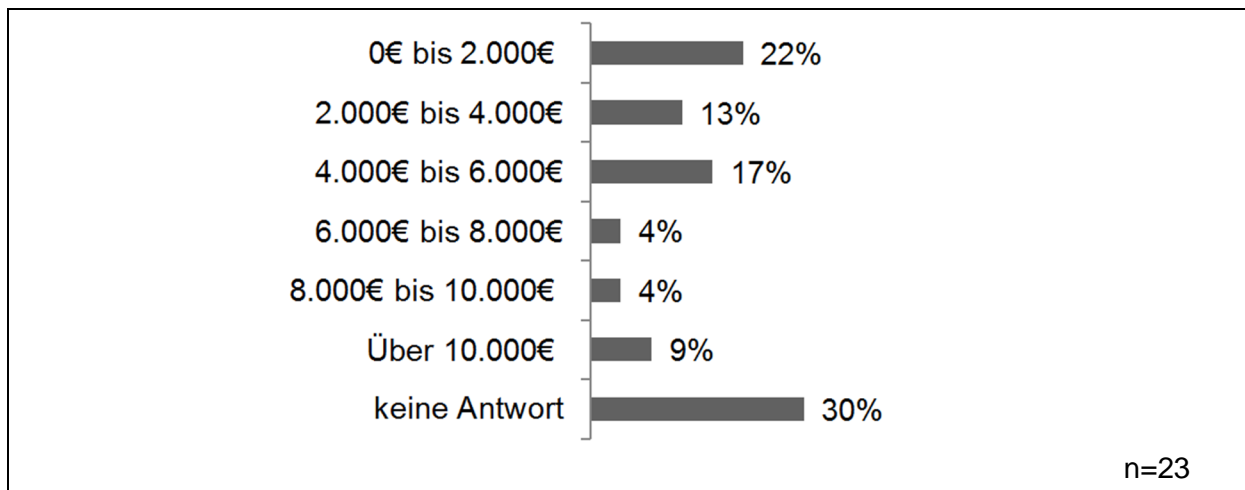 0€ bis 2.000€ 22%
2.000€ bis 4.000€ 13%
4.000€ bis 6.000€ 17%
6.000€ bis 8.000€ 4%
8.000€ bis 10.000€ 4%
Über 10.000€ 9%
keine Antwort 30%
n=23